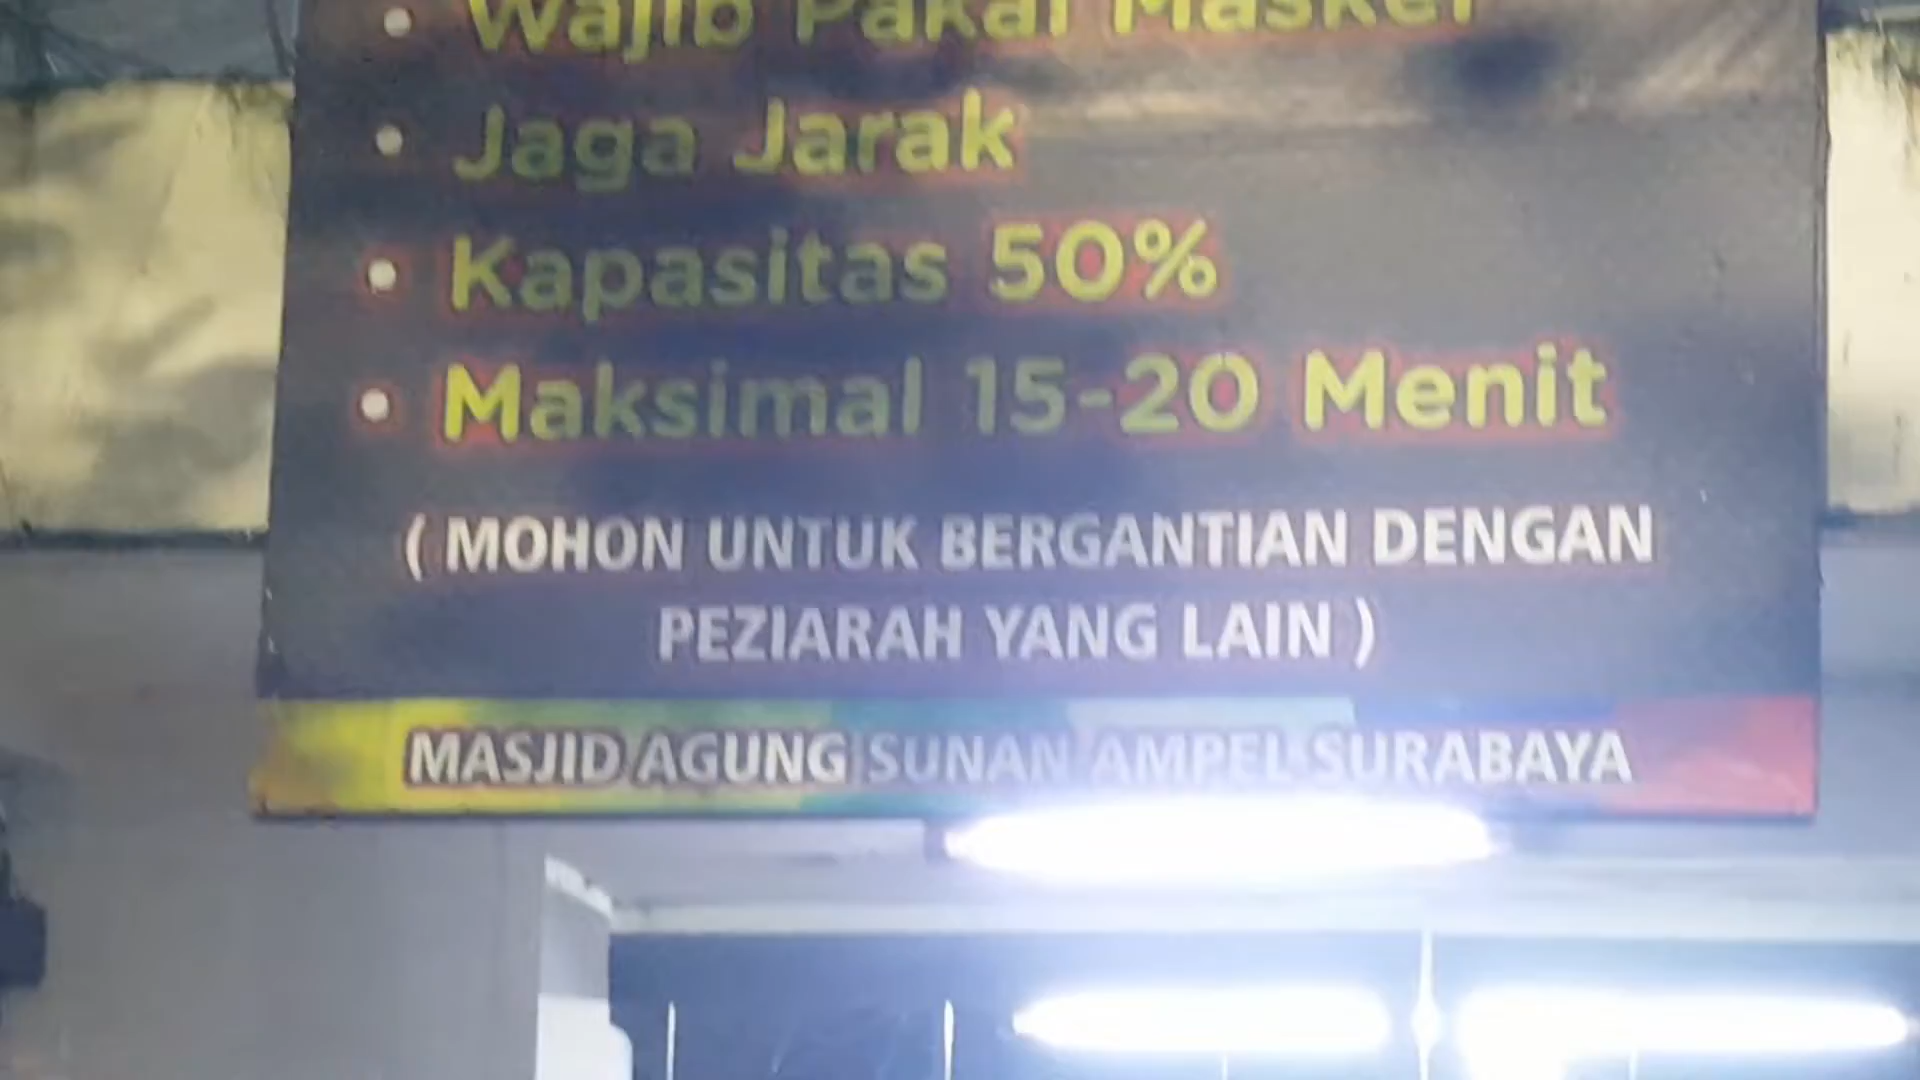 • Wajib Pakai Masker
• Jaga Jarak
• Kapasitas 50%
• Maksimal 15-20 Menit
( MOHON UNTUK BERGANTIAN DENGAN
PEZIARAH YANG LAIN )
MASJID AGUNG SUNAN AMPEL SURABAYA